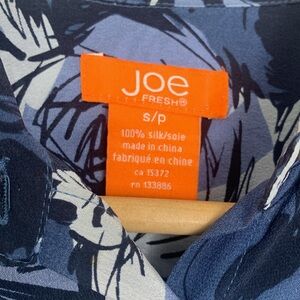 joe
FRESH®
s/p
100% silk/soie
made in china
fabriqué en chine
ca 15372
rn 133886